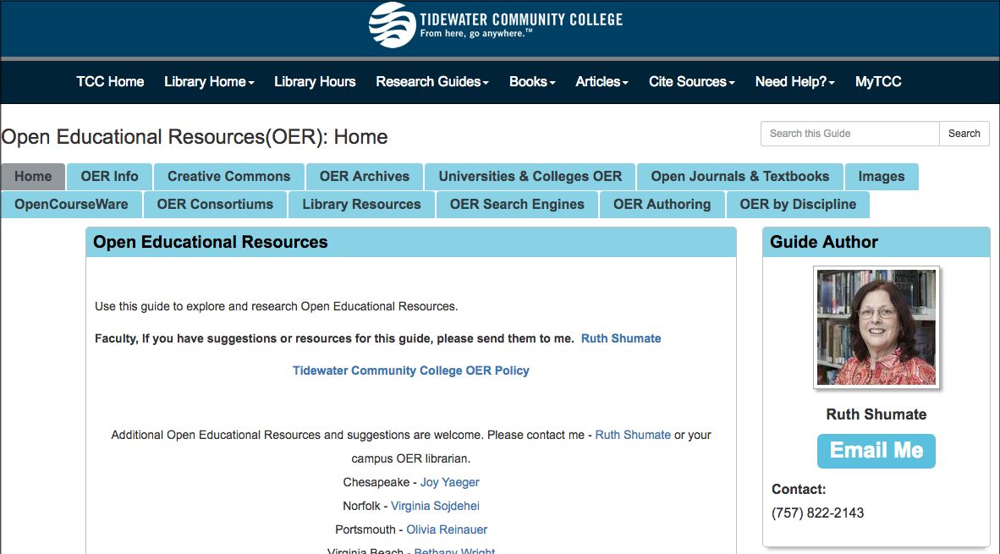 TIDEWATER COMMUNITY COLLEGE
From here, go anywhere.™
TCC Home Library Home Library Hours Research Guides Books Articles Cite Sources Need Help? MyTCC
Open Educational Resources(OER): Home
Search this Guide Search
Home OER Info Creative Commons OER Archives Universities & Colleges OER Open Journals & Textbooks Images
OpenCourseWare OER Consortiums Library Resources OER Search Engines OER Authoring OER by Discipline
Open Educational Resources
Use this guide to explore and research Open Educational Resources.
Faculty, If you have suggestions or resources for this guide, please send them to me. Ruth Shumate
Tidewater Community College OER Policy
Additional Open Educational Resources and suggestions are welcome. Please contact me - Ruth Shumate or your
campus OER librarian.
Chesapeake - Joy Yaeger
Norfolk - Virginia Sojdehei
Portsmouth - Olivia Reinauer
Virginia Beach - Bethany Wright
Guide Author
Ruth Shumate
Email Me
Contact:
(757) 822-2143